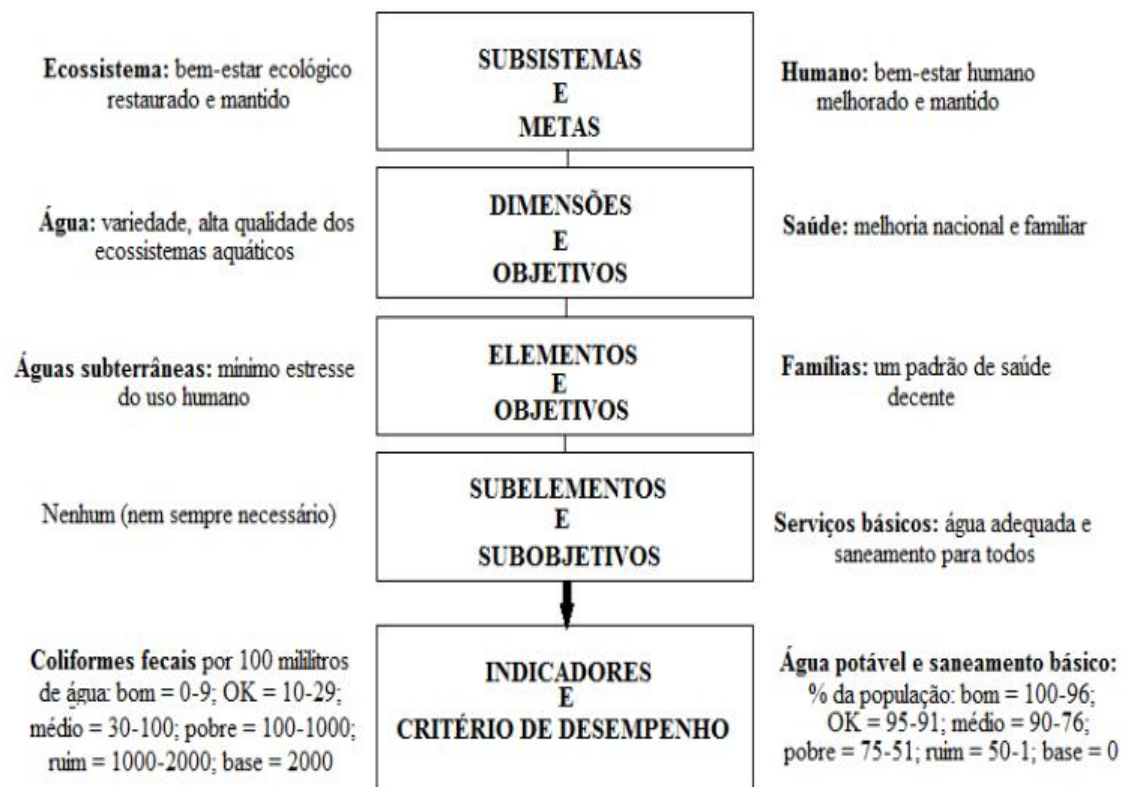 Ecossistema: bem-estar ecológico
restaurado e mantido
SUBSISTEMAS
E
METAS
Humano: bem-estar humano
melhorado e mantido
Água: variedade, alta qualidade dos
ecossistemas aquáticos
DIMENSÕES
E
OBJETIVOS
Saúde: melhoria nacional e familiar
Águas subterrâneas: mínimo estresse
do uso humano
ELEMENTOS
E
OBJETIVOS
Famílias: um padrão de saúde
decente
Nenhum (nem sempre necessário)
SUBELEMENTOS
E
SUBOBJETIVOS
Serviços básicos: água adequada e
saneamento para todos
Coliformes fecais por 100 mililitros
de água: bom = 0-9; OK = 10-29;
médio = 30-100; pobre = 100-1000;
ruim = 1000-2000; base = 2000
INDICADORES
E
CRITÉRIO DE DESEMPENHO
Água potável e saneamento básico:
% da população: bom = 100-96;
OK = 95-91; médio = 90-76;
pobre = 75-51; ruim = 50-1; base = 0